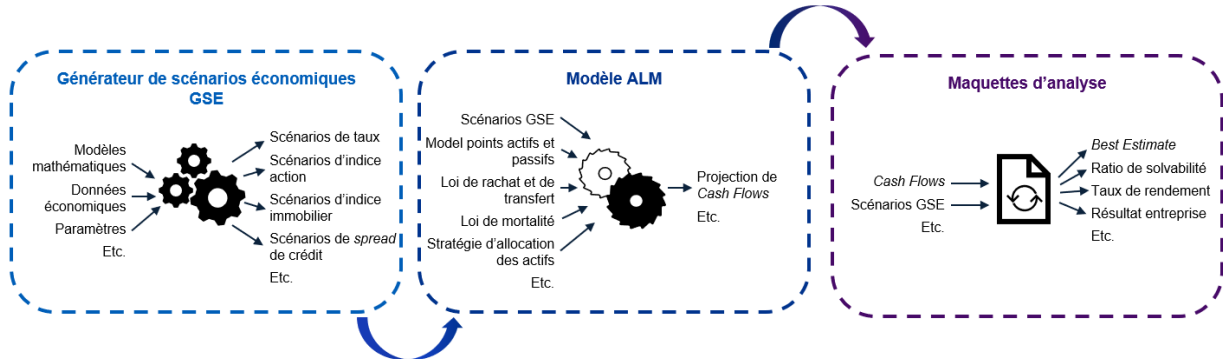 Générateur de scénarios économiques
GSE
Modèles
mathématiques
Données
économiques
Paramètres
Etc.
Scénarios de taux
Scénarios d'indice
action
Scénarios d'indice
immobilier
Scénarios de spread
de crédit
Etc.
Modèle ALM
Scénarios GSE
Model points actifs et
passifs
Loi de rachat et de
transfert
Loi de mortalité
Stratégie d'allocation
des actifs
Etc.
Projection de
Cash Flows
Etc.
Maquettes d'analyse
Cash Flows
Scénarios GSE
Etc.
Best Estimate
Ratio de solvabilité
Taux de rendement
Résultat entreprise
Etc.